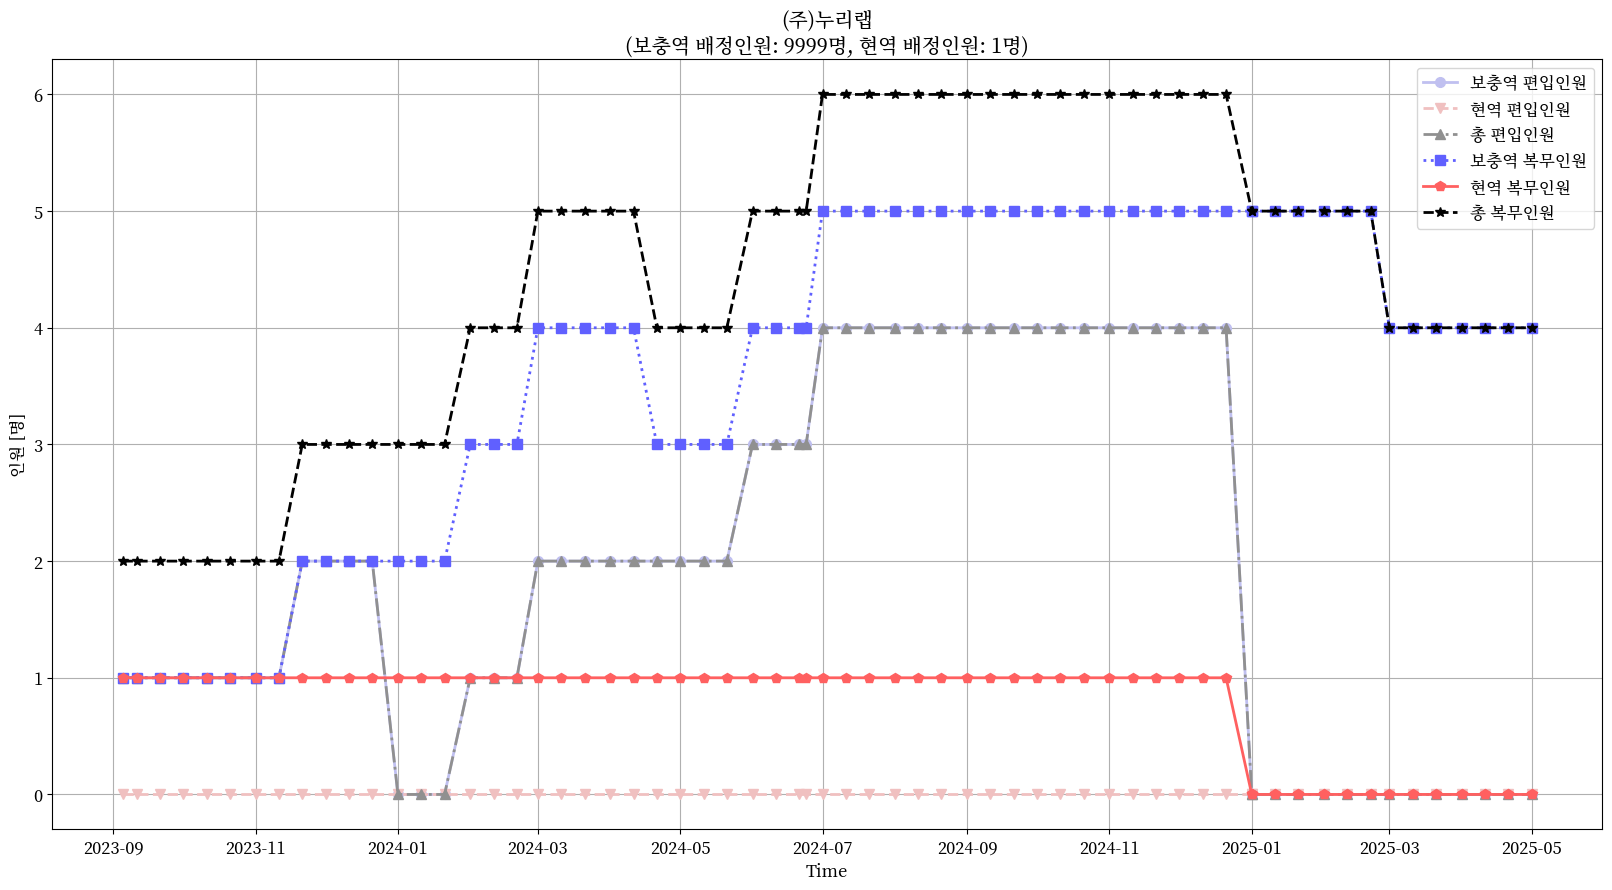 (주)누리랩
(보충역 배정인원: 9999명, 현역 배정인원: 1명)
보충역 편입인원
현역 편입인원
총 편입인원
보충역 복무인원
현역 복무인원
총 복무인원
인원 [명]
6
5
4
3
2
1
0
2023-09
2023-11
2024-01
2024-03
2024-05
2024-07
2024-09
2024-11
2025-01
2025-03
2025-05
Time